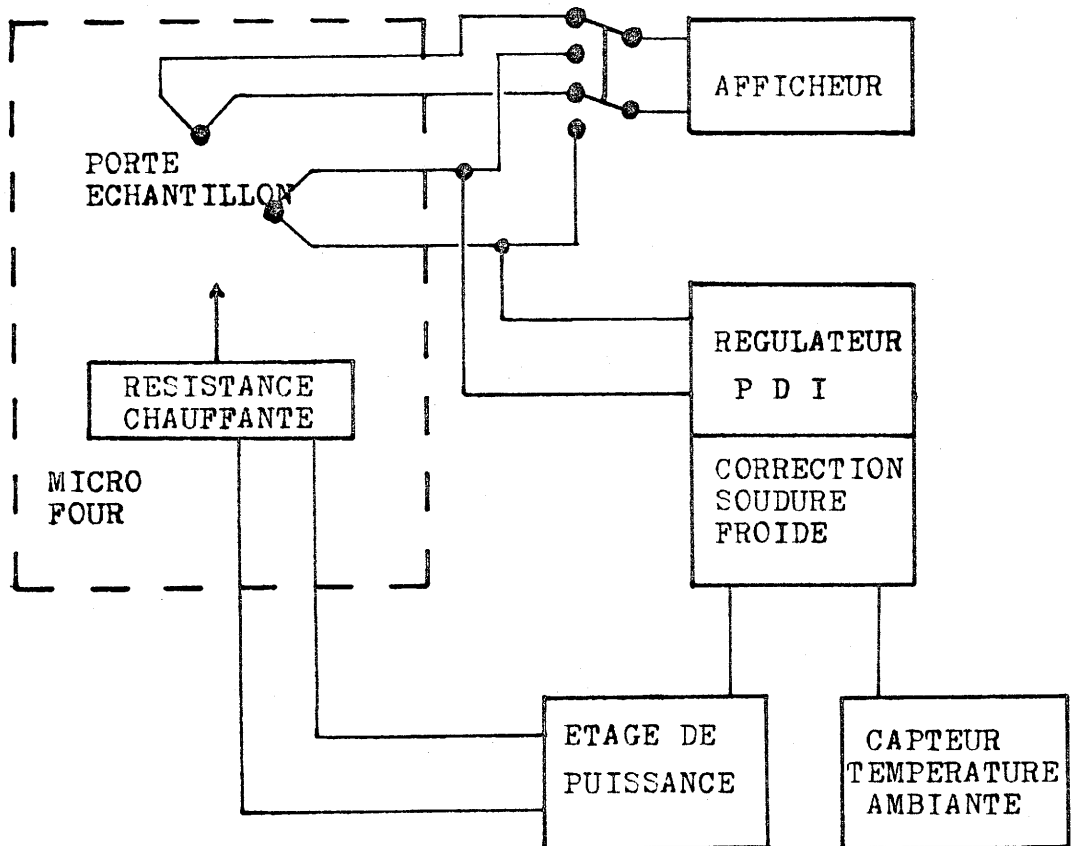 AFFICHEUR
PORTE
ECHANTILLON
REGULATEUR
P D I
RESISTANCE
CHAUFFANTE
CORRECTION
SOUDURE
FROIDE
MICRO
FOUR
ETAGE DE
PUISSANCE
CAPTEUR
TEMPERATURE
AMBIANTE